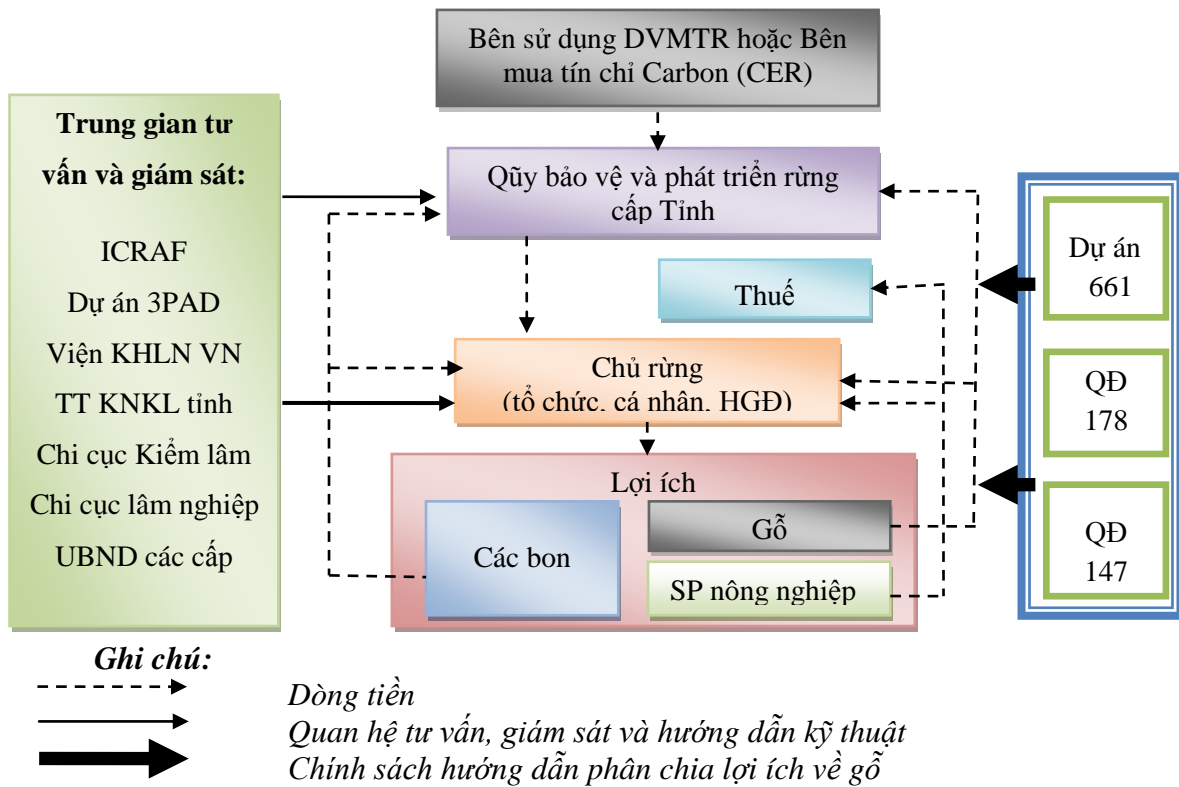 Bên sử dụng DVMTR hoặc Bên
mua tín chỉ Carbon (CER)
Trung gian tư
vấn và giám sát:
ICRAF
Dự án 3PAD
Viện KHLN VN
TT KNKL tỉnh
Chi cục Kiểm lâm
Chi cục lâm nghiệp
UBND các cấp
Qũy bảo vệ và phát triển rừng
cấp Tỉnh
Thuế
Chủ rừng
(tổ chức, cá nhân, HGĐ)
Lợi ích
Các bon
Gỗ
SP nông nghiệp
Dự án
661
QĐ
178
QĐ
147
Ghi chú:
Dòng tiền
Quan hệ tư vấn, giám sát và hướng dẫn kỹ thuật
Chính sách hướng dẫn phân chia lợi ích về gỗ